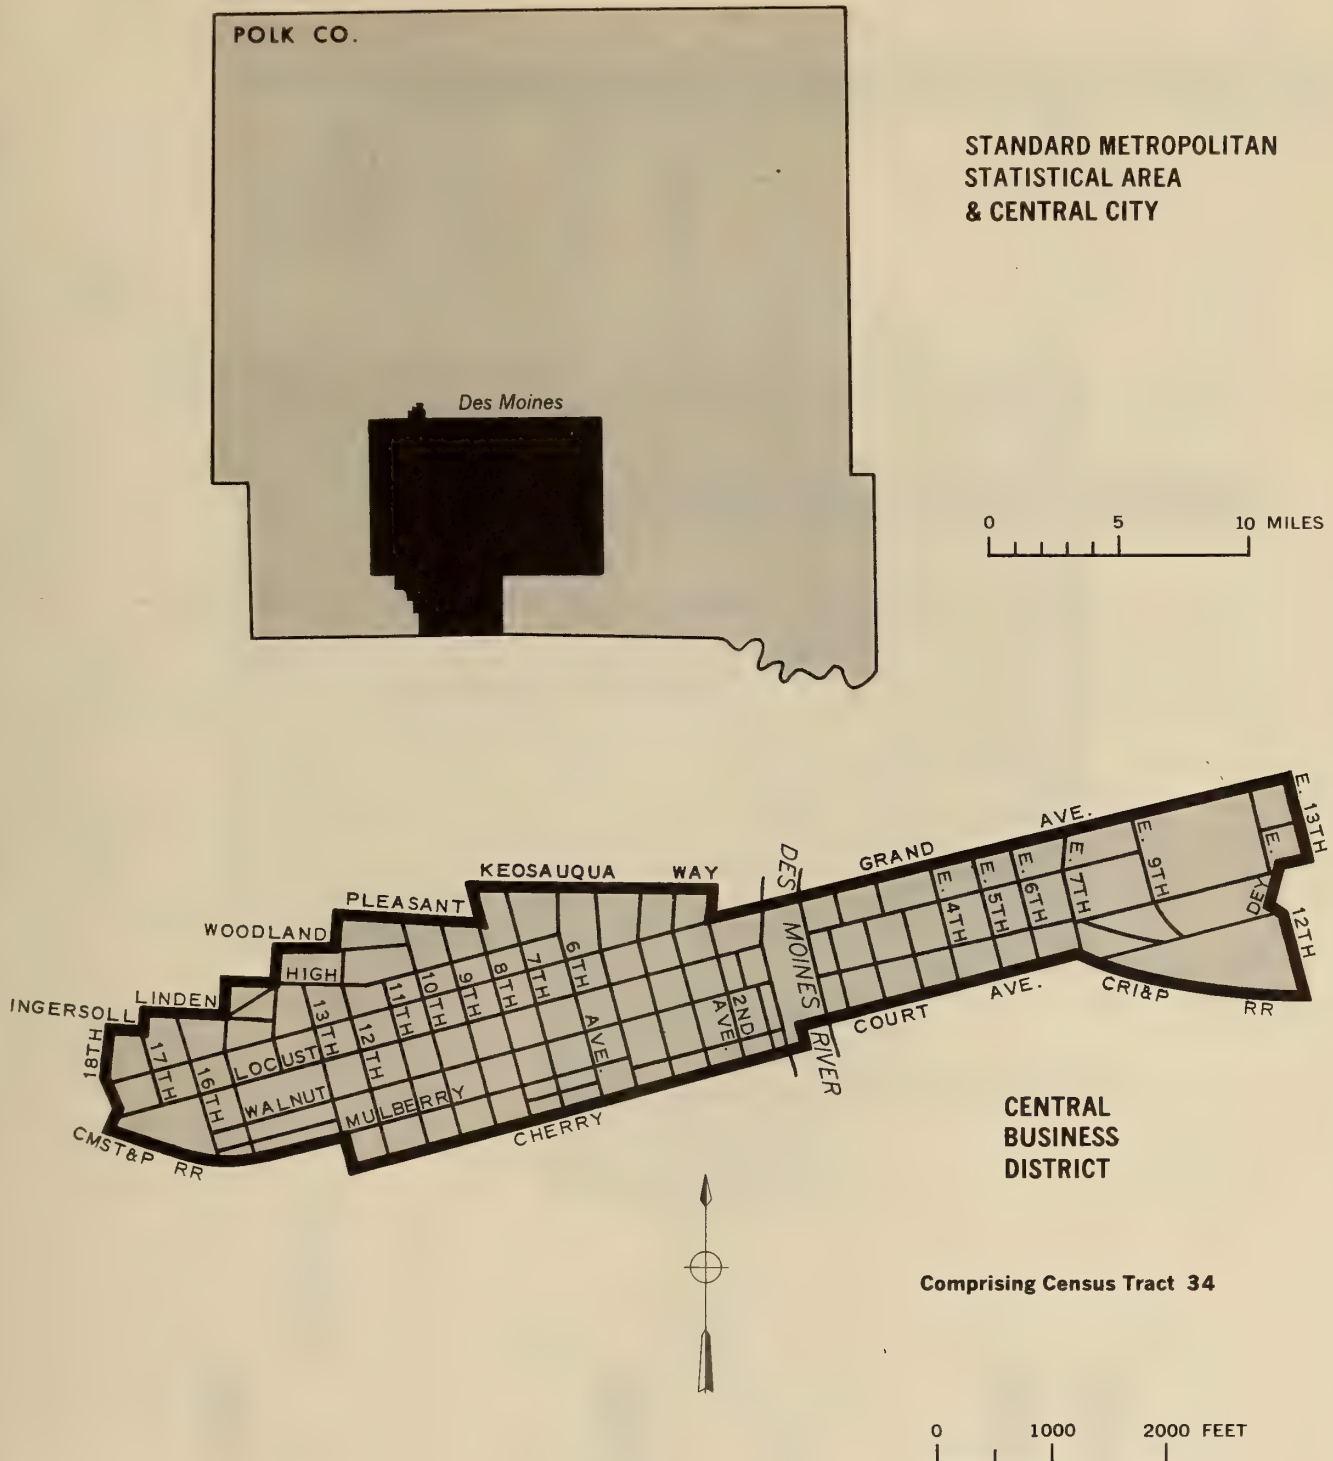 POLK CO.
STANDARD METROPOLITAN
STATISTICAL AREA
& CENTRAL CITY
Des Moines
0 5 10 MILES
E. 13TH
AVE.
GRAND
DES MOINES RIVER
KEOSAUQUA WAY
PLEASANT
WOODLAND
HIGH
LINDEN
INGERSOLL
18TH
17TH
16TH
13TH
12TH
11TH
10TH
9TH
8TH
7TH
6TH AVE.
2ND AVE.
E. 4TH
E. 5TH
E. 6TH
E. 7TH
E. 9TH
E. 12TH
DEY
LOCUST
WALNUT
MULBERRY
CHERRY
COURT AVE.
CRI&P RR
CMST&P RR
CENTRAL
BUSINESS
DISTRICT
Comprising Census Tract 34
0 1000 2000 FEET